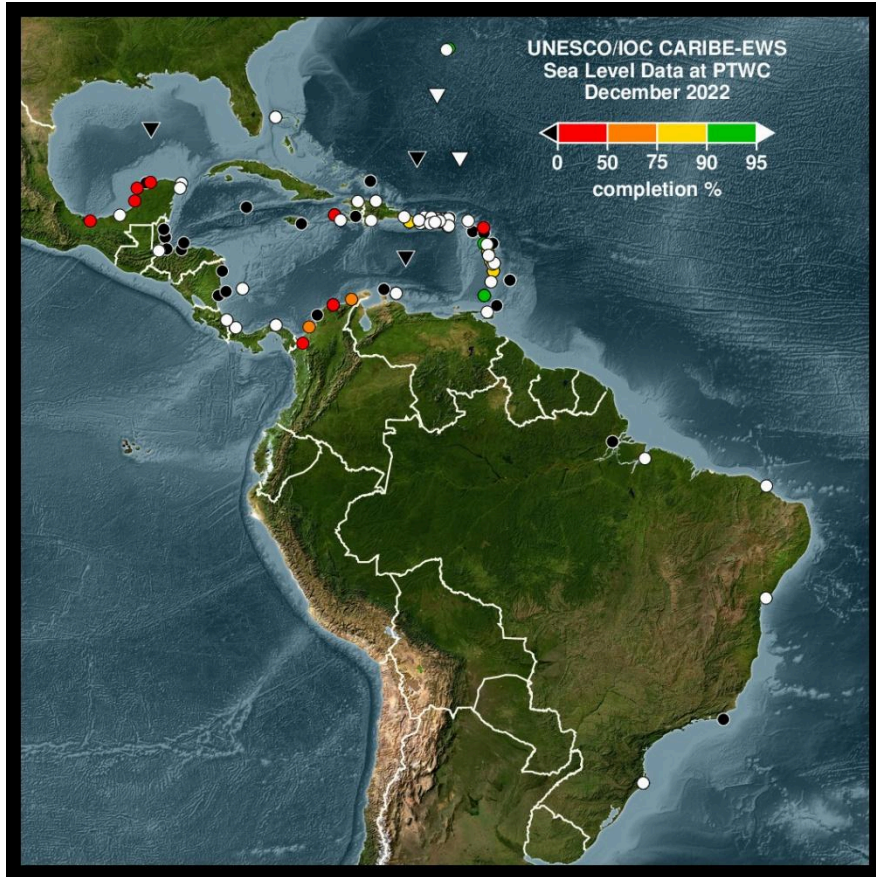 UNESCO/IOC CARIBE-EWS
Sea Level Data at PTWC
December 2022
0 50 75 90 95
completion %